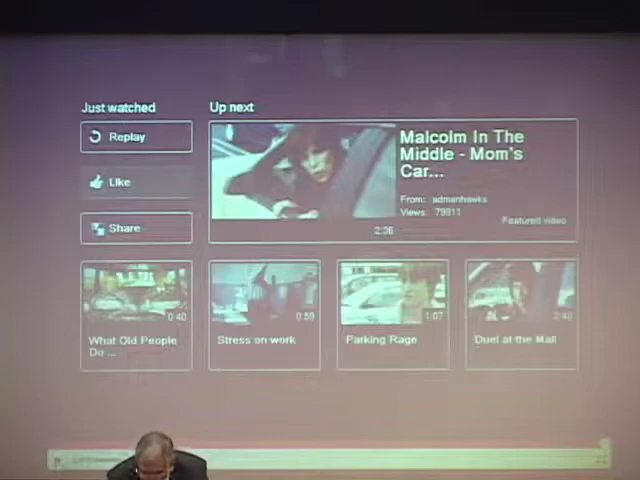 Just watched
Up next
Replay
Like
Share
Malcolm In The
Middle - Mom's
Car...
From: admanhawks
Views: 79911
Featured video
2:36
0:40
0:59
1:07
2:40
What Old People
Do ...
Stress on work
Parking Rage
Duel at the Mall